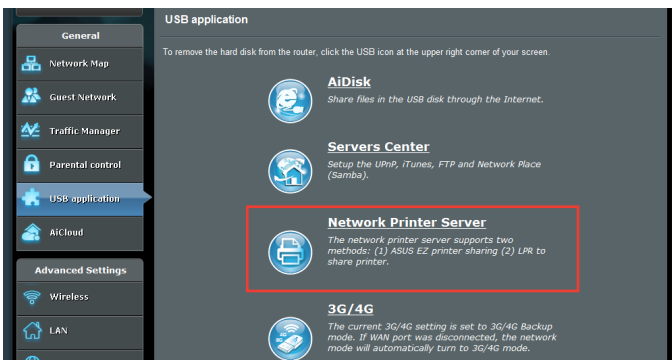 USB application
General
To remove the hard disk from the router, click the USB icon at the upper right corner of your screen.
Network Map
Guest Network
Traffic Manager
Parental control
USB application
AiCloud
Advanced Settings
Wireless
LAN
AiDisk
Share files in the USB disk through the Internet.
Servers Center
Setup the UPnP, iTunes, FTP and Network Place
(Samba).
Network Printer Server
The network printer server supports two
methods: (1) ASUS EZ printer sharing (2) LPR to
share printer.
3G/4G
The current 3G/4G setting is set to 3G/4G Backup
mode. If WAN port was disconnected, the network
mode will automatically turn to 3G/4G mode.